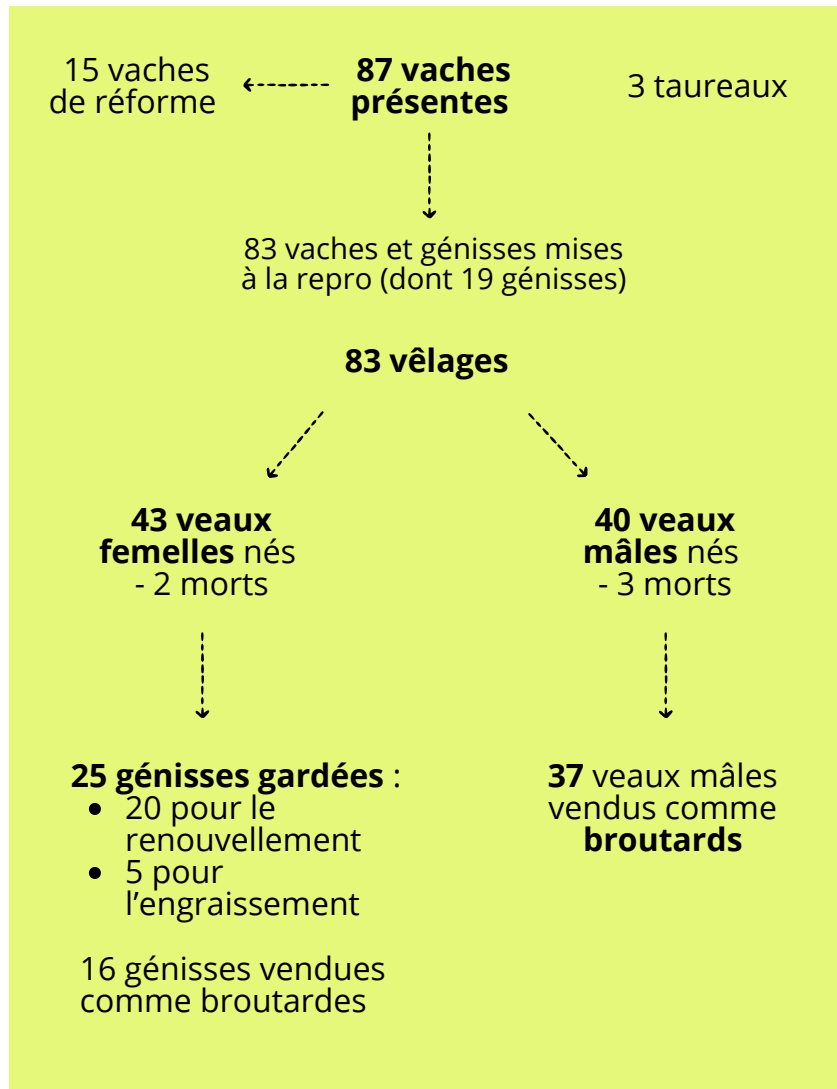 15 vaches
de réforme
87 vaches
présentes
3 taureaux
83 vaches et génisses mises
à la repro (dont 19 génisses)
83 vêlages
43 veaux
femelles nés
- 2 morts
40 veaux
mâles nés
- 3 morts
25 génisses gardées :
• 20 pour le
renouvellement
• 5 pour
l'engraissement
16 génisses vendues
comme broutardes
37 veaux mâles
vendus comme
broutards